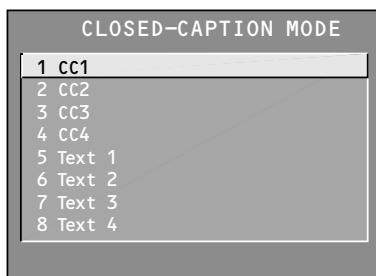 CLOSED-CAPTION MODE
1 CC1
2 CC2
3 CC3
4 CC4
5 Text 1
6 Text 2
7 Text 3
8 Text 4